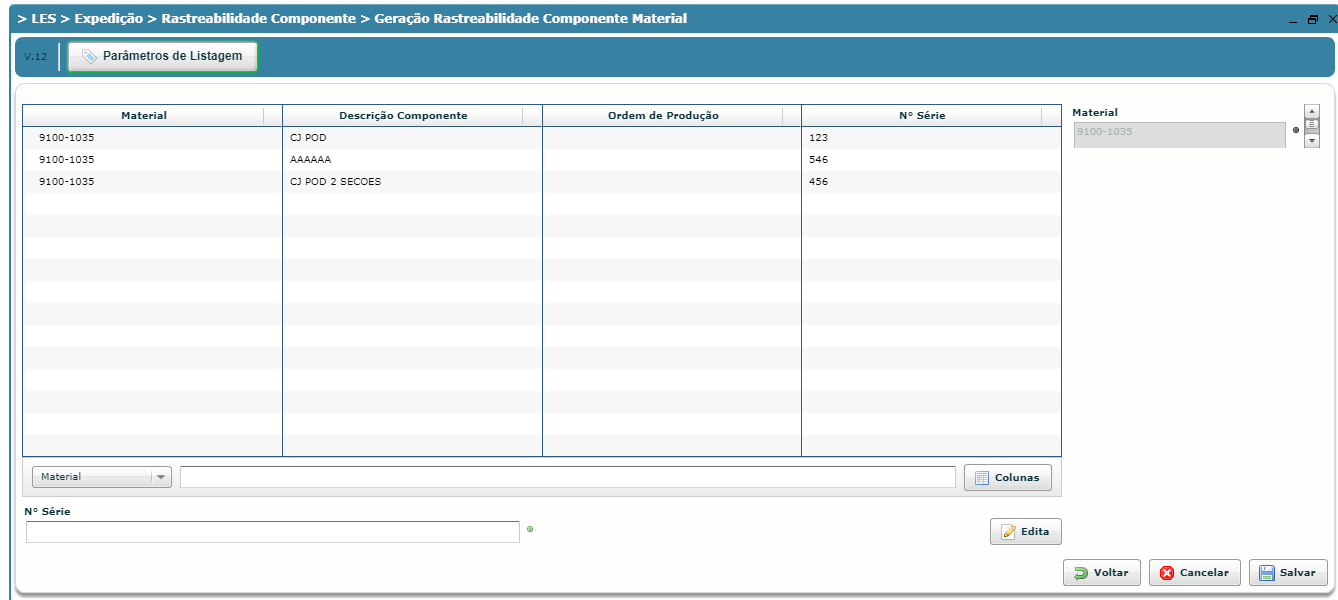 > LES > Expedição > Rastreabilidade Componente > Geração Rastreabilidade Componente Material
V.12 Parâmetros de Listagem
Material Descrição Componente Ordem de Produção Nº Série
9100-1035 CJ POD 123
9100-1035 AAAAAA 546
9100-1035 CJ POD 2 SECOES 456
Material
9100-1035
Material Colunas
Nº Série
Edita
Voltar Cancelar Salvar